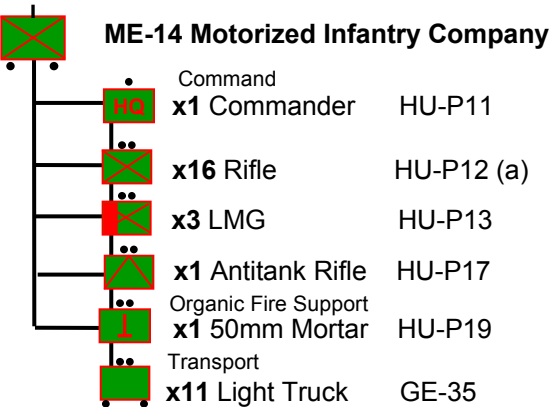 ME-14 Motorized Infantry Company
Command
HQ x1 Commander HU-P11
x16 Rifle HU-P12 (a)
x3 LMG HU-P13
x1 Antitank Rifle HU-P17
Organic Fire Support
x1 50mm Mortar HU-P19
Transport
x11 Light Truck GE-35